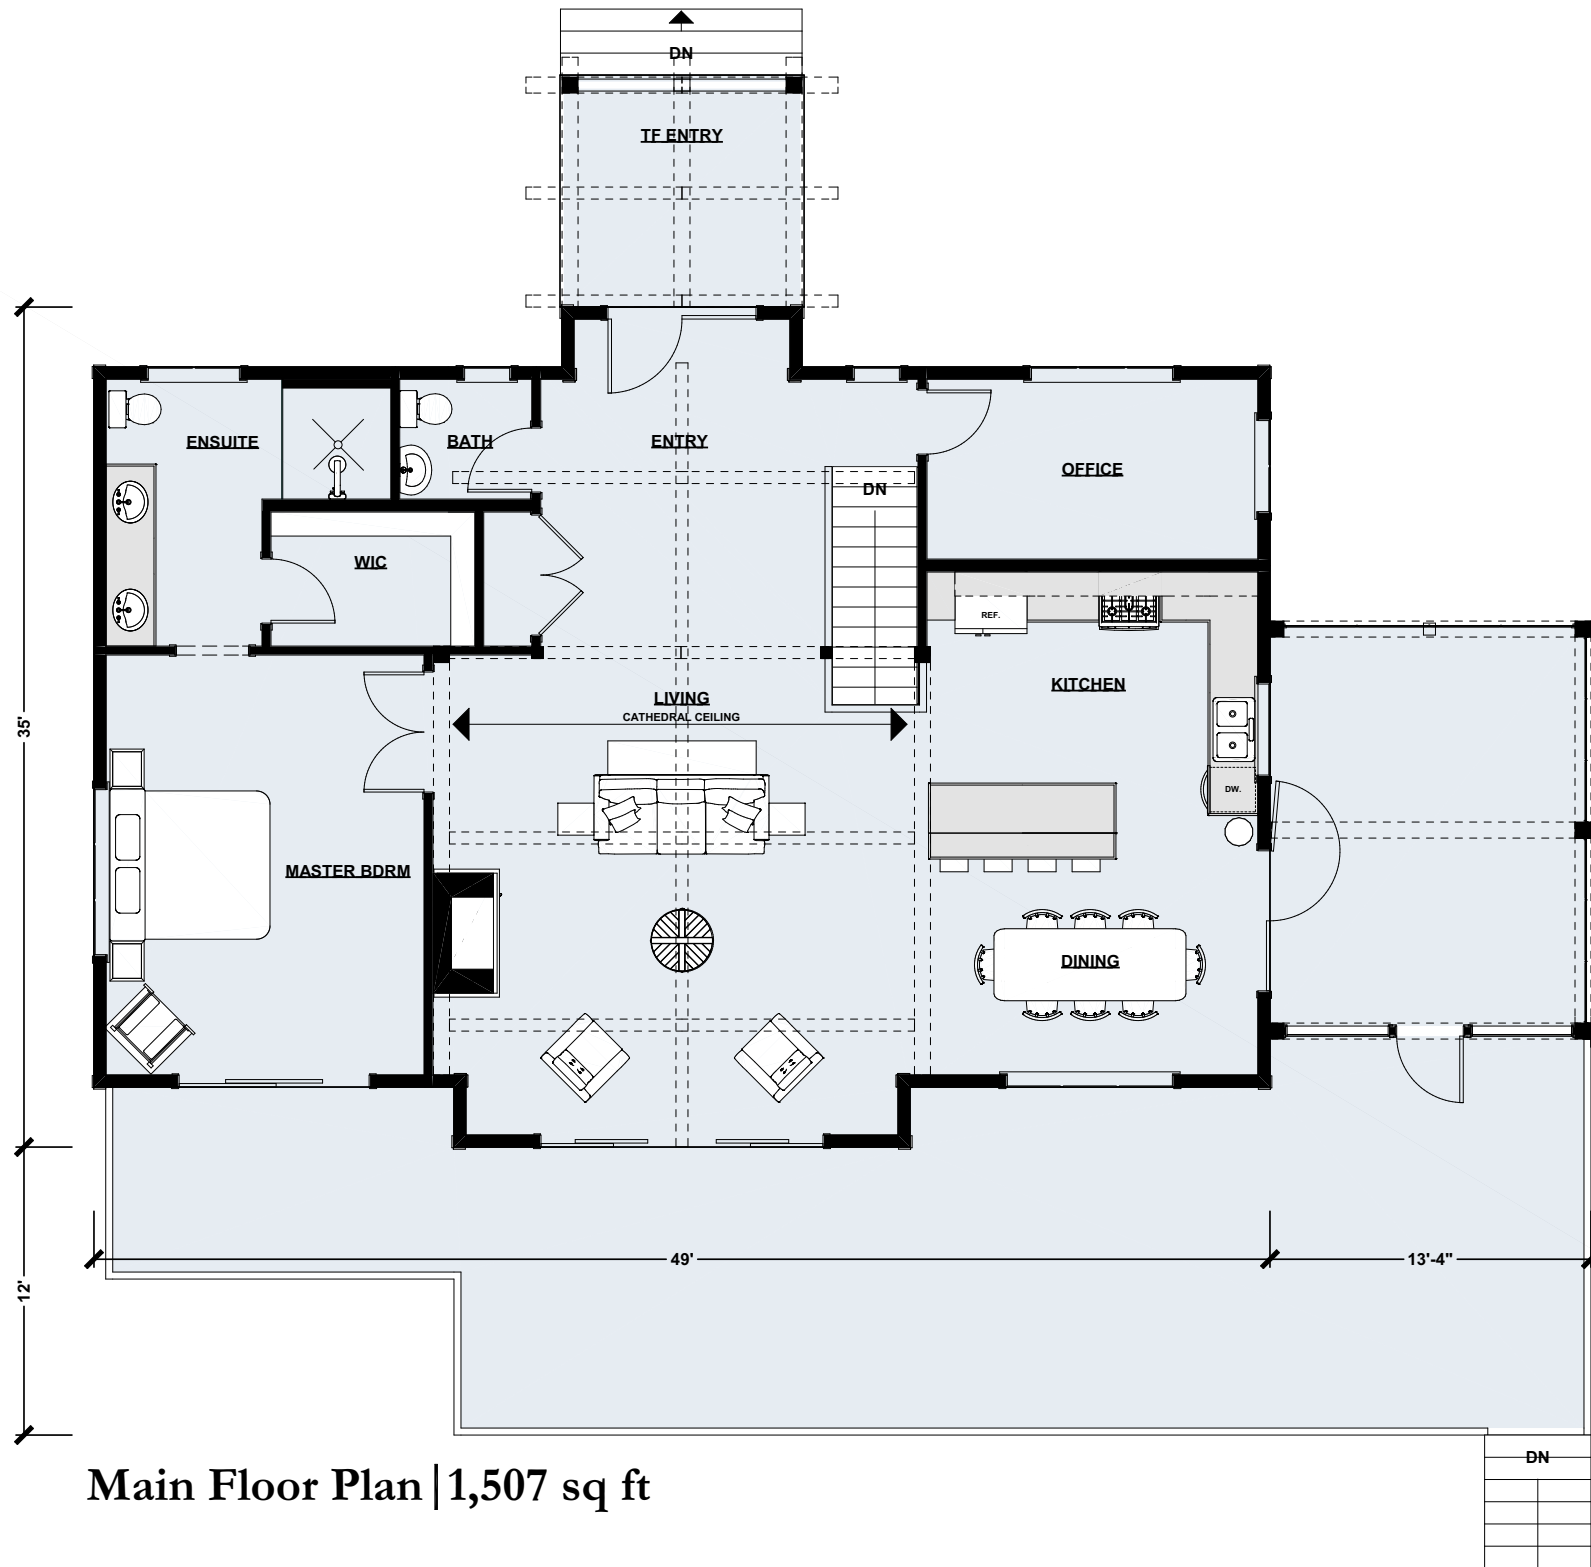 DN
TF ENTRY
ENSUITE
BATH
ENTRY
OFFICE
DN
WIC
REF.
KITCHEN
LIVING
CATHEDRAL CEILING
35'
DW.
MASTER BDRM
DINING
49'
13'-4"
12'
DN
Main Floor Plan|1,507 sq ft